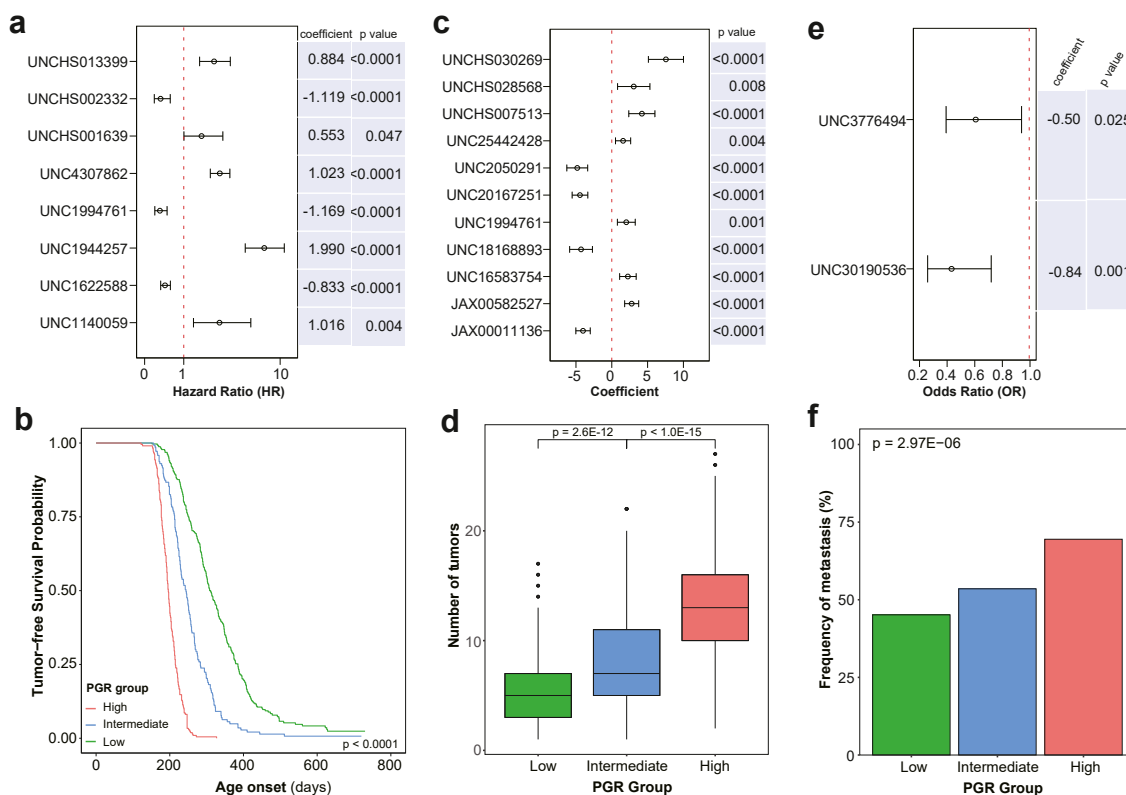 a
coefficient p value
UNCHS013399 0.884 <0.0001
UNCHS002332 -1.119 <0.0001
UNCHS001639 0.553 0.047
UNC4307862 1.023 <0.0001
UNC1994761 -1.169 <0.0001
UNC1944257 1.990 <0.0001
UNC1622588 -0.833 <0.0001
UNC1140059 1.016 0.004
0 1 10
Hazard Ratio (HR)
c
p value
UNCHS030269 <0.0001
UNCHS028568 0.008
UNCHS007513 <0.0001
UNC25442428 0.004
UNC2050291 <0.0001
UNC20167251 <0.0001
UNC1994761 0.001
UNC18168893 <0.0001
UNC16583754 <0.0001
JAX00582527 <0.0001
JAX00011136 <0.0001
-5 0 5 10
Coefficient
e
coefficient p value
UNC3776494 -0.50 0.025
UNC30190536 -0.84 0.001
0.2 0.4 0.6 0.8 1.0
Odds Ratio (OR)
b
Tumor−free Survival Probability
1.00
0.75
0.50
0.25
0.00
PGR group
High
Intermediate
Low
p < 0.0001
0 200 400 600 800
Age onset (days)
d
p = 2.6E-12 p < 1.0E-15
Number of tumors
20
10
0
Low Intermediate High
PGR Group
f
p = 2.97E−06
Frequency of metastasis (%)
100
75
50
25
0
Low Intermediate High
PGR Group